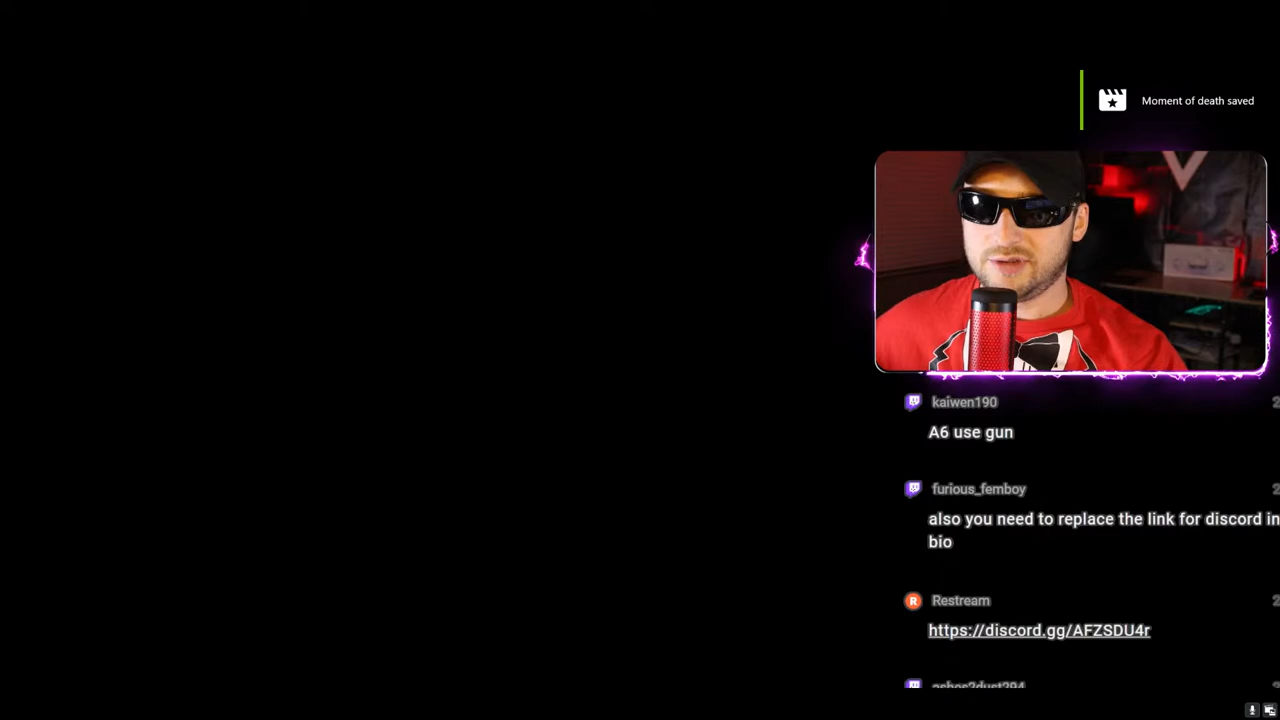 Moment of death saved
kaiwen190
A6 use gun
furious_femboy
also you need to replace the link for discord in
bio
R Restream
https://discord.gg/AFZSDU4r
ashes2dust294